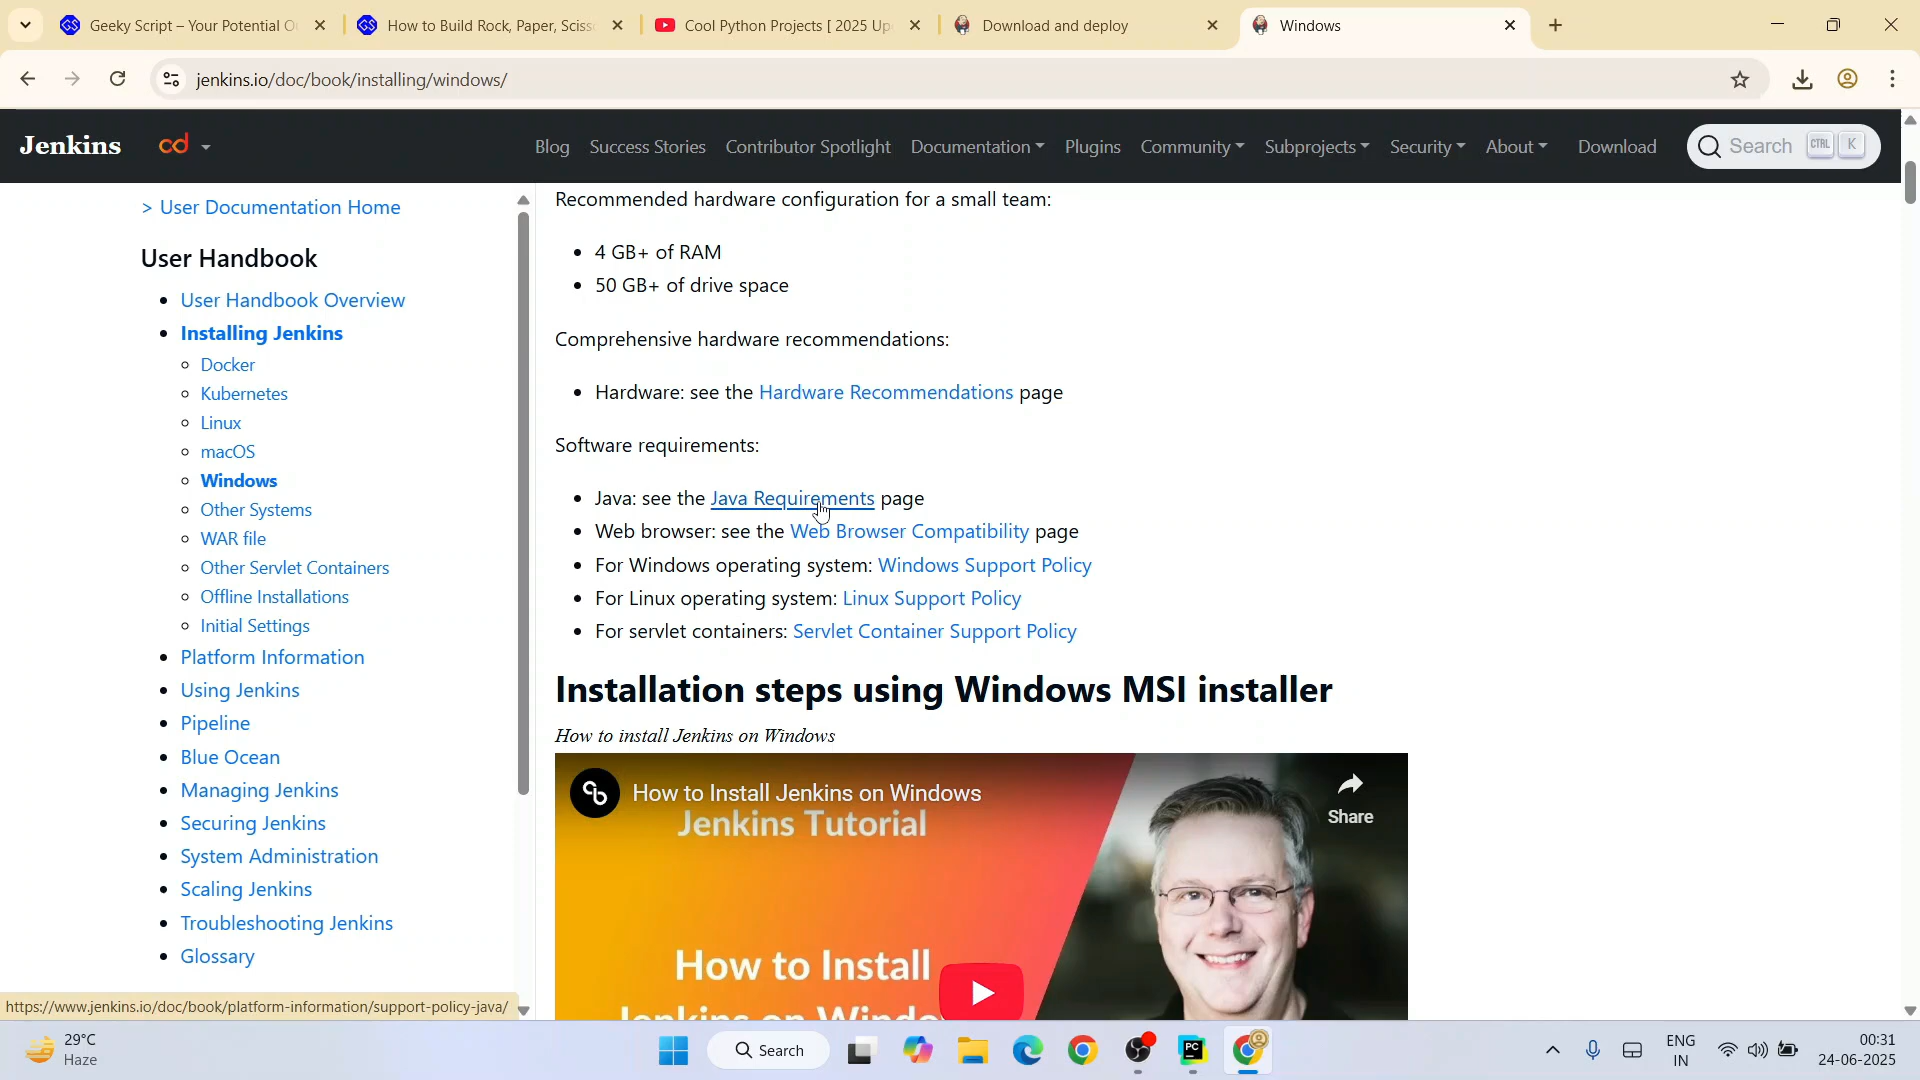 Geeky Script – Your Potential O
How to Build Rock, Paper, Sciss
Cool Python Projects [ 2025 Up
Download and deploy
Windows
jenkins.io/doc/book/installing/windows/
Jenkins
cd
Blog
Success Stories
Contributor Spotlight
Documentation
Plugins
Community
Subprojects
Security
About
Download
Search
CTRL
K
> User Documentation Home
User Handbook
User Handbook Overview
Installing Jenkins
Docker
Kubernetes
Linux
macOS
Windows
Other Systems
WAR file
Other Servlet Containers
Offline Installations
Initial Settings
Platform Information
Using Jenkins
Pipeline
Blue Ocean
Managing Jenkins
Securing Jenkins
System Administration
Scaling Jenkins
Troubleshooting Jenkins
Glossary
Recommended hardware configuration for a small team:
4 GB+ of RAM
50 GB+ of drive space
Comprehensive hardware recommendations:
Hardware: see the Hardware Recommendations page
Software requirements:
Java: see the Java Requirements page
Web browser: see the Web Browser Compatibility page
For Windows operating system: Windows Support Policy
For Linux operating system: Linux Support Policy
For servlet containers: Servlet Container Support Policy
Installation steps using Windows MSI installer
How to install Jenkins on Windows
How to Install Jenkins on Windows
Share
Jenkins Tutorial
How to Install
Jenkins on Windo
https://www.jenkins.io/doc/book/platform-information/support-policy-java/
29°C
Haze
Search
PC
ENG
IN
00:31
24-06-2025